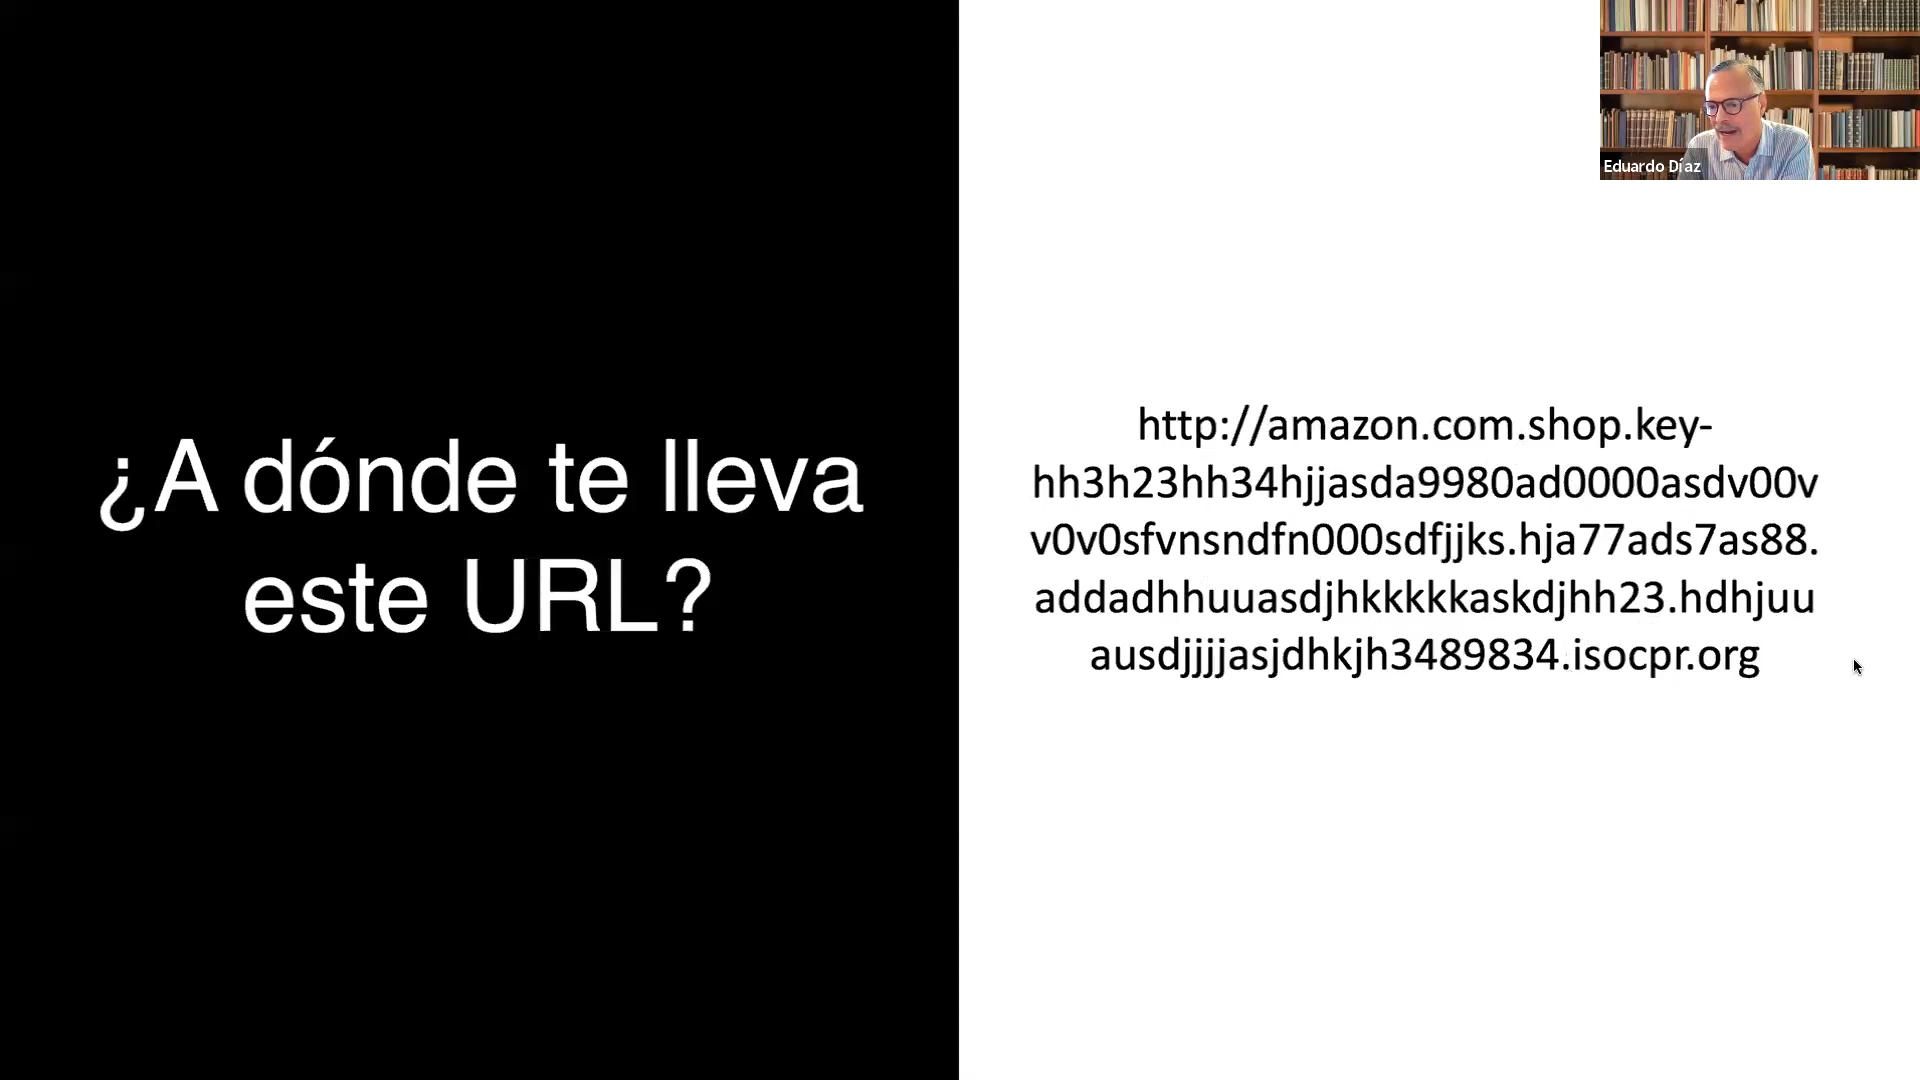 ¿A dónde te lleva
este URL?
http://amazon.com.shop.key-
hh3h23hh34hjjasda9980ad0000asdv00v
v0v0sfvnsndfn000sdfjjks.hja77ads7as88.
addadhhuuasdjhkkkkkaskdjhh23.hdhjuu
ausdjjjjasjdhkjh3489834.isocpr.org
Eduardo Díaz